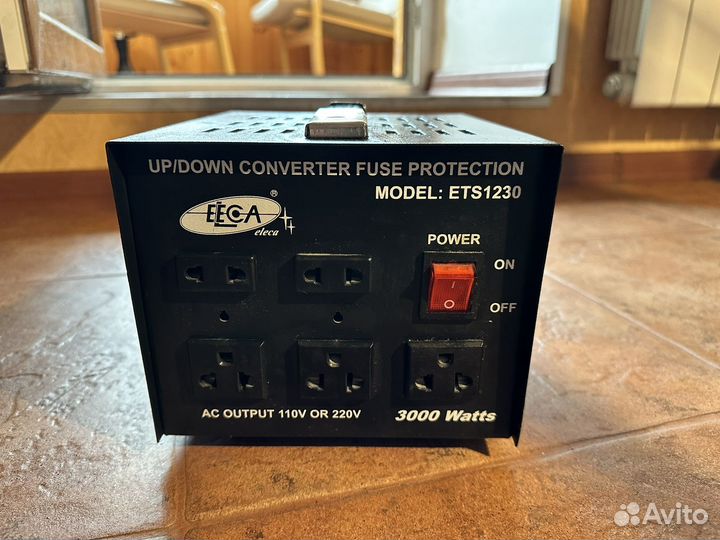 UP/DOWN CONVERTER FUSE PROTECTION
MODEL: ETS1230
ELECA ®
eleca
POWER
ON
OFF
AC OUTPUT 110V OR 220V
3000 Watts
Avito